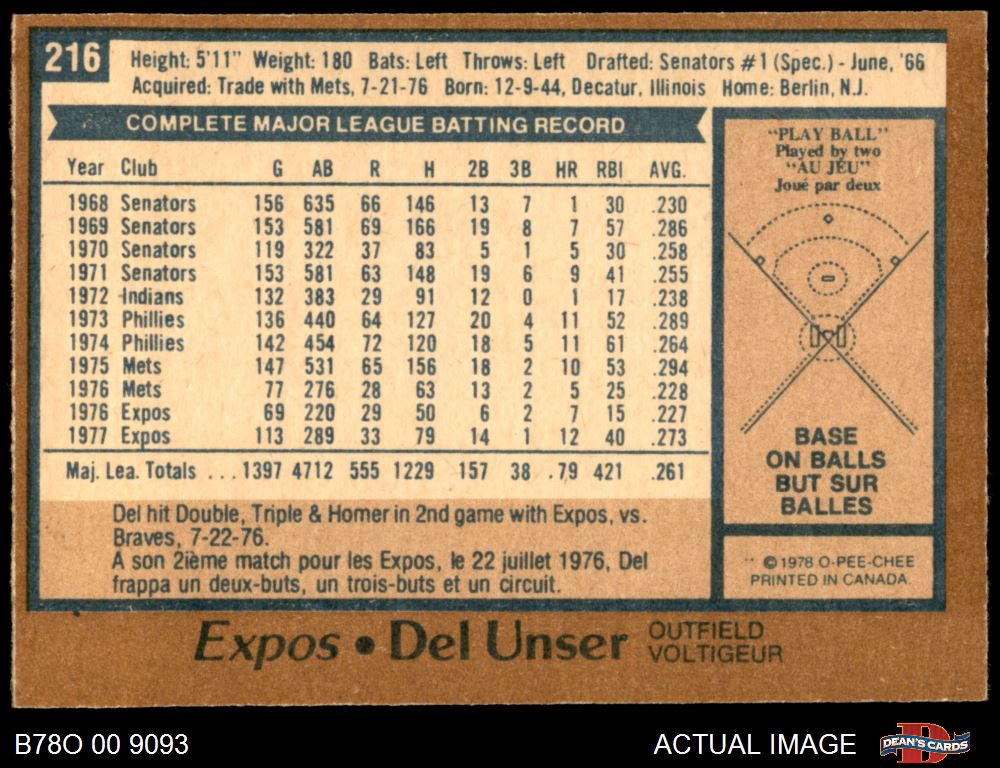 216
Height: 5'11" Weight: 180 Bats: Left Throws: Left Drafted: Senators #1 (Spec.) - June, '66
Acquired: Trade with Mets, 7-21-76 Born: 12-9-44, Decatur, Illinois Home: Berlin, N.J.
COMPLETE MAJOR LEAGUE BATTING RECORD
Year Club G AB R H 2B 3B HR RBI AVG.
1968 Senators 156 635 66 146 13 7 1 30 .230
1969 Senators 153 581 69 166 19 8 7 57 .286
1970 Senators 119 322 37 83 5 1 5 30 .258
1971 Senators 153 581 63 148 19 6 9 41 .255
1972 Indians 132 383 29 91 12 0 1 17 .238
1973 Phillies 136 440 64 127 20 4 11 52 .289
1974 Phillies 142 454 72 120 18 5 11 61 .264
1975 Mets 147 531 65 156 18 2 10 53 .294
1976 Mets 77 276 28 63 13 2 5 25 .228
1976 Expos 69 220 29 50 6 2 7 15 .227
1977 Expos 113 289 33 79 14 1 12 40 .273
Maj. Lea. Totals ... 1397 4712 555 1229 157 38 .79 421 .261
Del hit Double, Triple & Homer in 2nd game with Expos, vs.
Braves, 7-22-76.
A son 2ième match pour les Expos, le 22 juillet 1976, Del
frappa un deux-buts, un trois-buts et un circuit.
"PLAY BALL"
Played by two
"AU JEU"
Joué par deux
BASE
ON BALLS
BUT SUR
BALLES
** © 1978 O-PEE-CHEE
PRINTED IN CANADA
Expos • Del Unser OUTFIELD
VOLTIGEUR
B78O 00 9093
ACTUAL IMAGE
D
DEAN'S CARDS